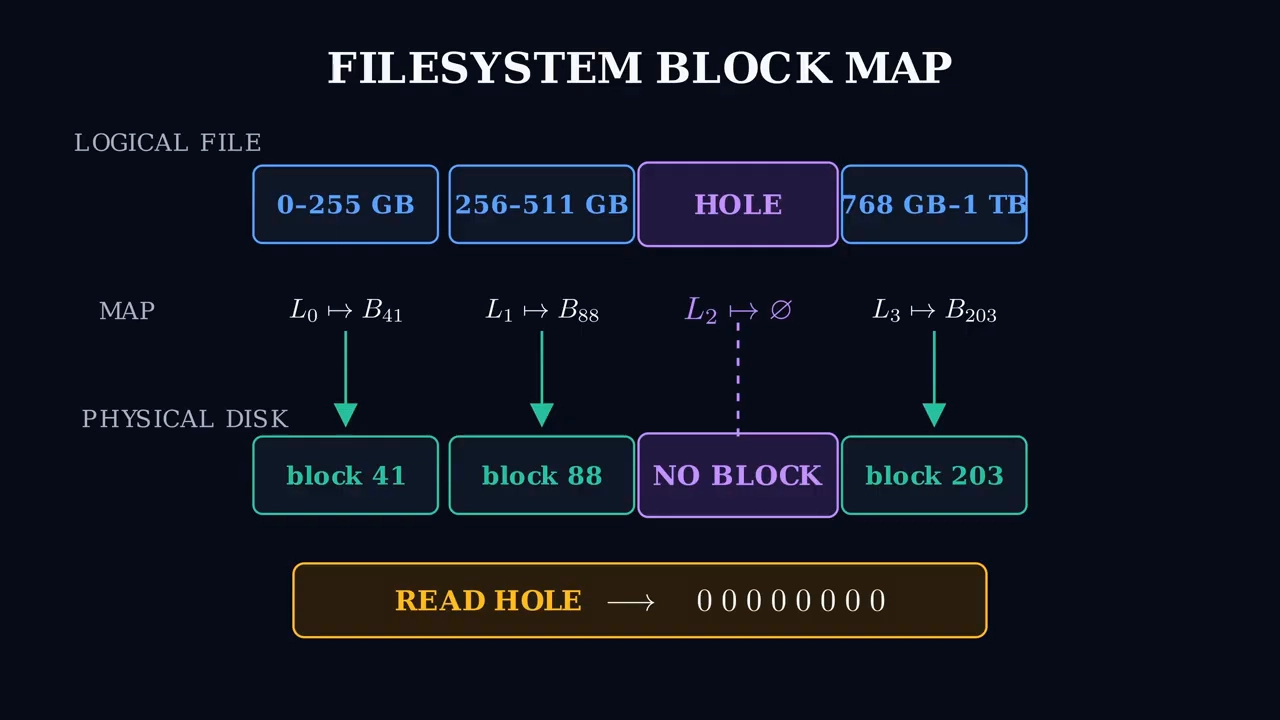 FILESYSTEM BLOCK MAP
LOGICAL FILE
0–255 GB 256–511 GB HOLE 768 GB–1 TB
MAP L₀ ↦ B₄₁ L₁ ↦ B₈₈ L₂ ↦ ∅ L₃ ↦ B₂₀₃
PHYSICAL DISK
block 41 block 88 NO BLOCK block 203
READ HOLE ⟶ 0 0 0 0 0 0 0 0